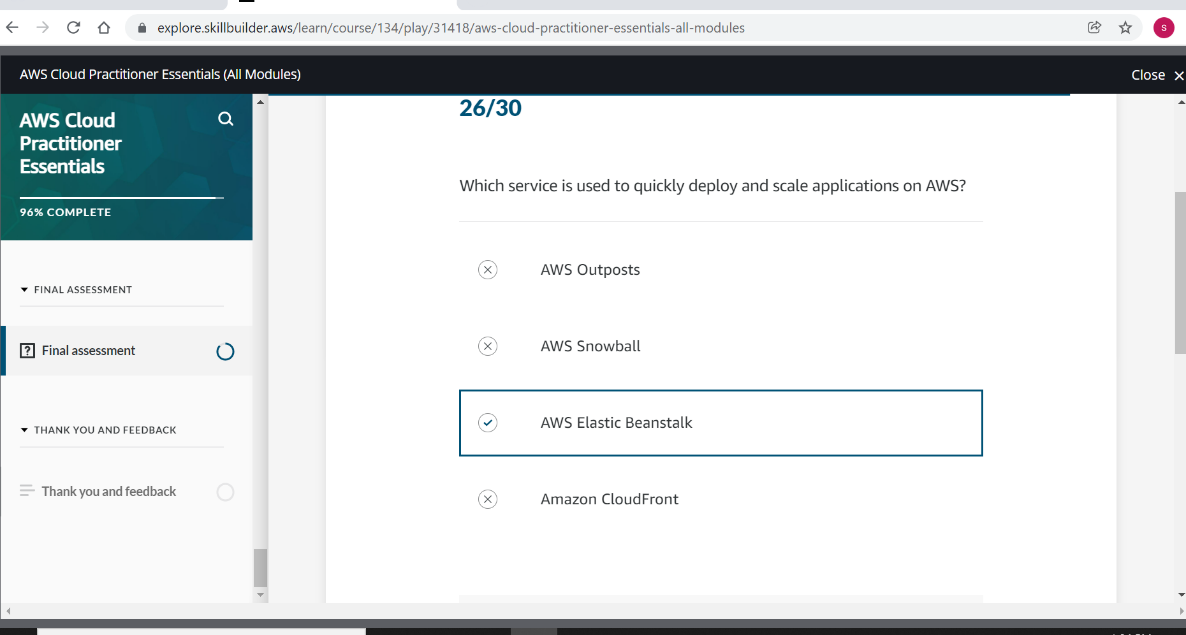 explore.skillbuilder.aws/learn/course/134/play/31418/aws-cloud-practitioner-essentials-all-modules
S
AWS Cloud Practitioner Essentials (All Modules)
Close
AWS Cloud
Practitioner
Essentials
96% COMPLETE
FINAL ASSESSMENT
Final assessment
THANK YOU AND FEEDBACK
Thank you and feedback
26/30
Which service is used to quickly deploy and scale applications on AWS?
AWS Outposts
AWS Snowball
AWS Elastic Beanstalk
Amazon CloudFront